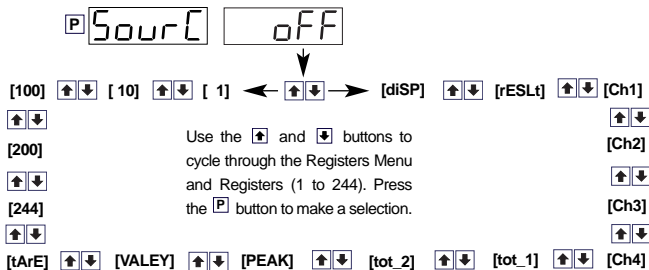 P SourC oFF
[100] [ 10] [ 1] [diSP] [rESLt] [Ch1]
[200] [Ch2]
[244] [Ch3]
Use the and buttons to
cycle through the Registers Menu
and Registers (1 to 244). Press
the P button to make a selection.
[tArE] [VALEY] [PEAK] [tot_2] [tot_1] [Ch4]